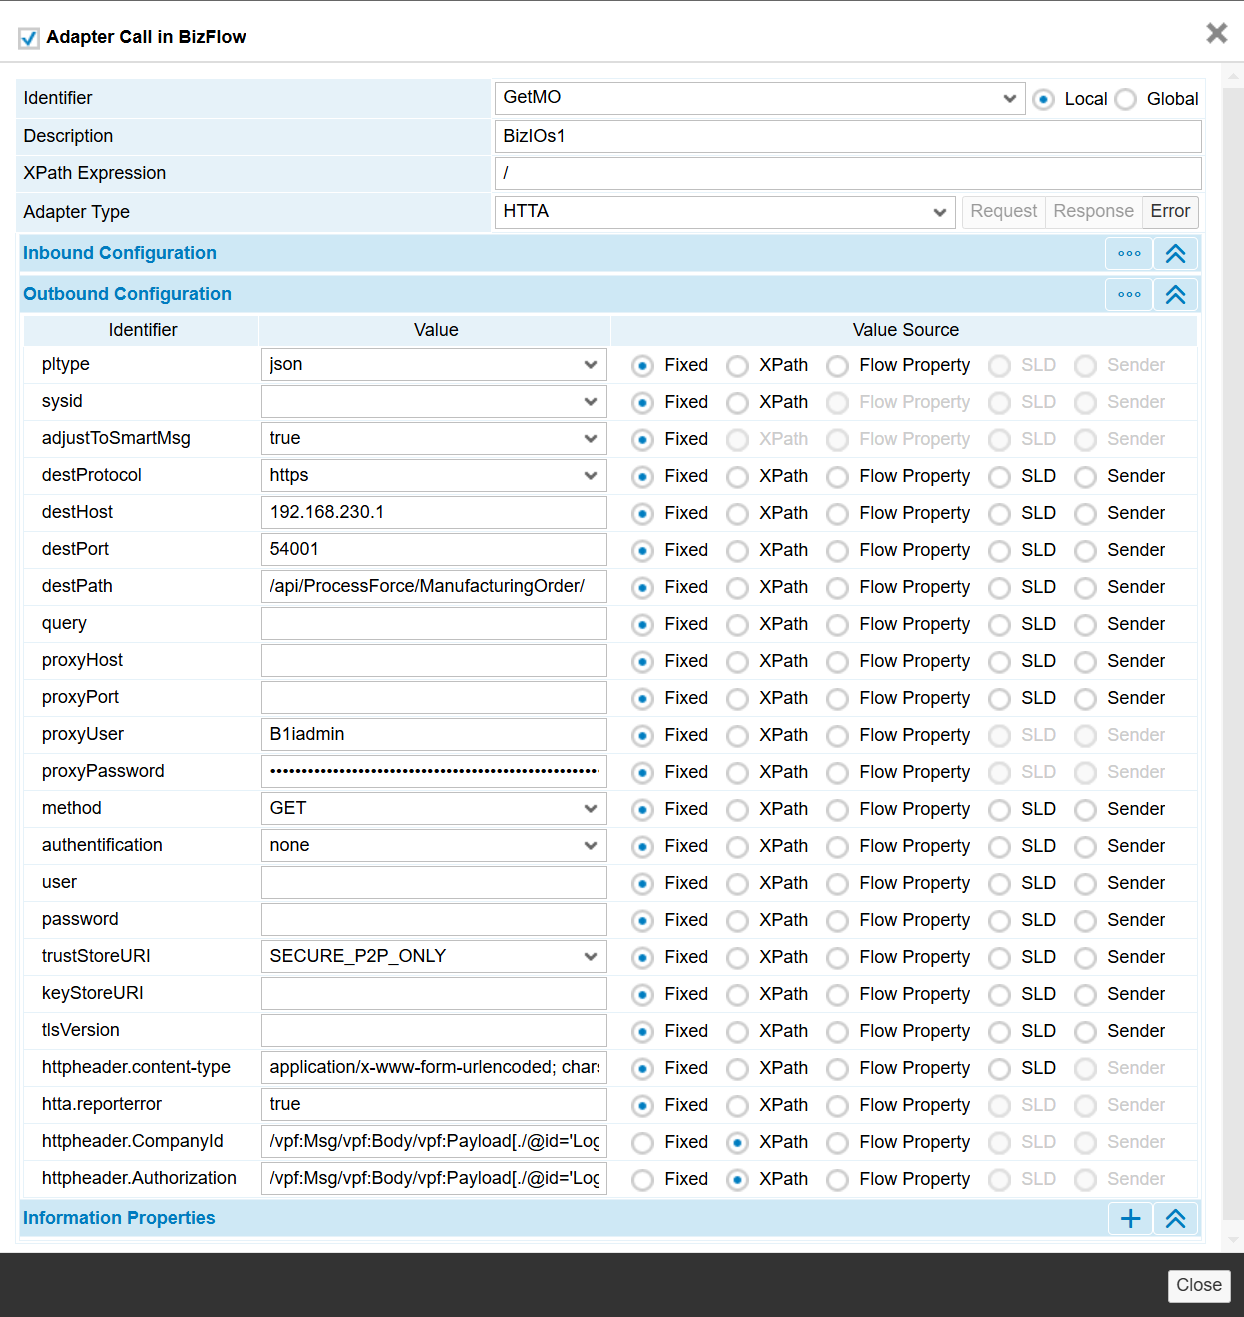 Adapter Call in BizFlow
Identifier GetMO Local Global
Description BizIOs1
XPath Expression /
Adapter Type HTTA Request Response Error
Inbound Configuration
Outbound Configuration
Identifier Value Value Source
pltype json Fixed XPath Flow Property SLD Sender
sysid Fixed XPath Flow Property SLD Sender
adjustToSmartMsg true Fixed XPath Flow Property SLD Sender
destProtocol https Fixed XPath Flow Property SLD Sender
destHost 192.168.230.1 Fixed XPath Flow Property SLD Sender
destPort 54001 Fixed XPath Flow Property SLD Sender
destPath /api/ProcessForce/ManufacturingOrder/ Fixed XPath Flow Property SLD Sender
query Fixed XPath Flow Property SLD Sender
proxyHost Fixed XPath Flow Property SLD Sender
proxyPort Fixed XPath Flow Property SLD Sender
proxyUser B1iadmin Fixed XPath Flow Property SLD Sender
proxyPassword Fixed XPath Flow Property SLD Sender
method GET Fixed XPath Flow Property SLD Sender
authentification none Fixed XPath Flow Property SLD Sender
user Fixed XPath Flow Property SLD Sender
password Fixed XPath Flow Property SLD Sender
trustStoreURI SECURE_P2P_ONLY Fixed XPath Flow Property SLD Sender
keyStoreURI Fixed XPath Flow Property SLD Sender
tlsVersion Fixed XPath Flow Property SLD Sender
httpheader.content-type application/x-www-form-urlencoded; chars Fixed XPath Flow Property SLD Sender
htta.reporterror true Fixed XPath Flow Property SLD Sender
httpheader.CompanyId /vpf:Msg/vpf:Body/vpf:Payload[./@id='Log Fixed XPath Flow Property SLD Sender
httpheader.Authorization /vpf:Msg/vpf:Body/vpf:Payload[./@id='Log Fixed XPath Flow Property SLD Sender
Information Properties
Close